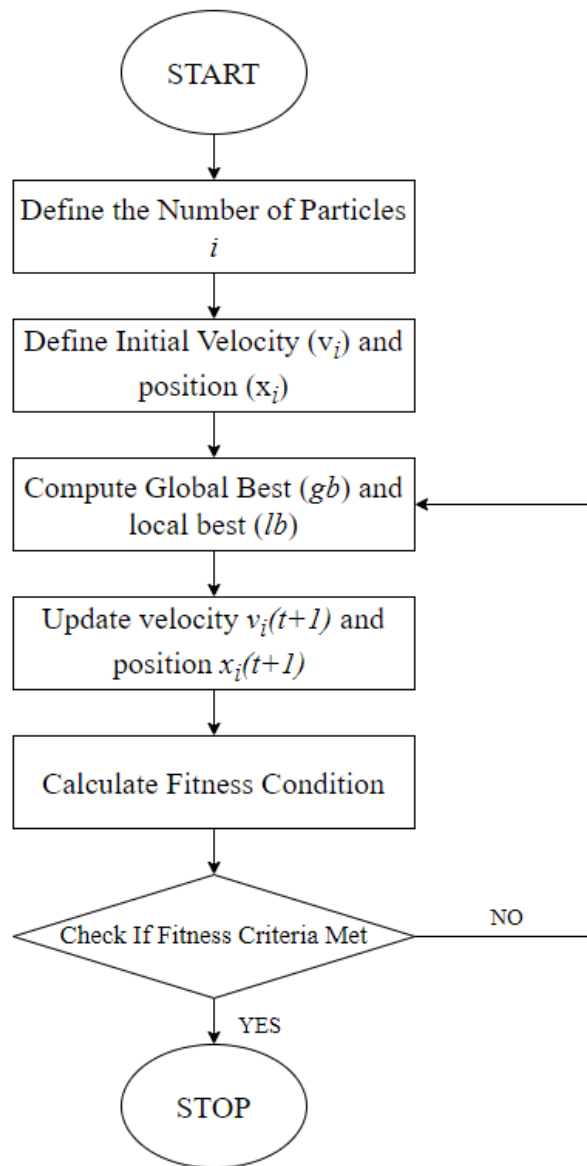 START
Define the Number of Particles
i
Define Initial Velocity (vᵢ) and
position (xᵢ)
Compute Global Best (gb) and
local best (lb)
Update velocity vᵢ(t+1) and
position xᵢ(t+1)
Calculate Fitness Condition
Check If Fitness Criteria Met
NO
YES
STOP